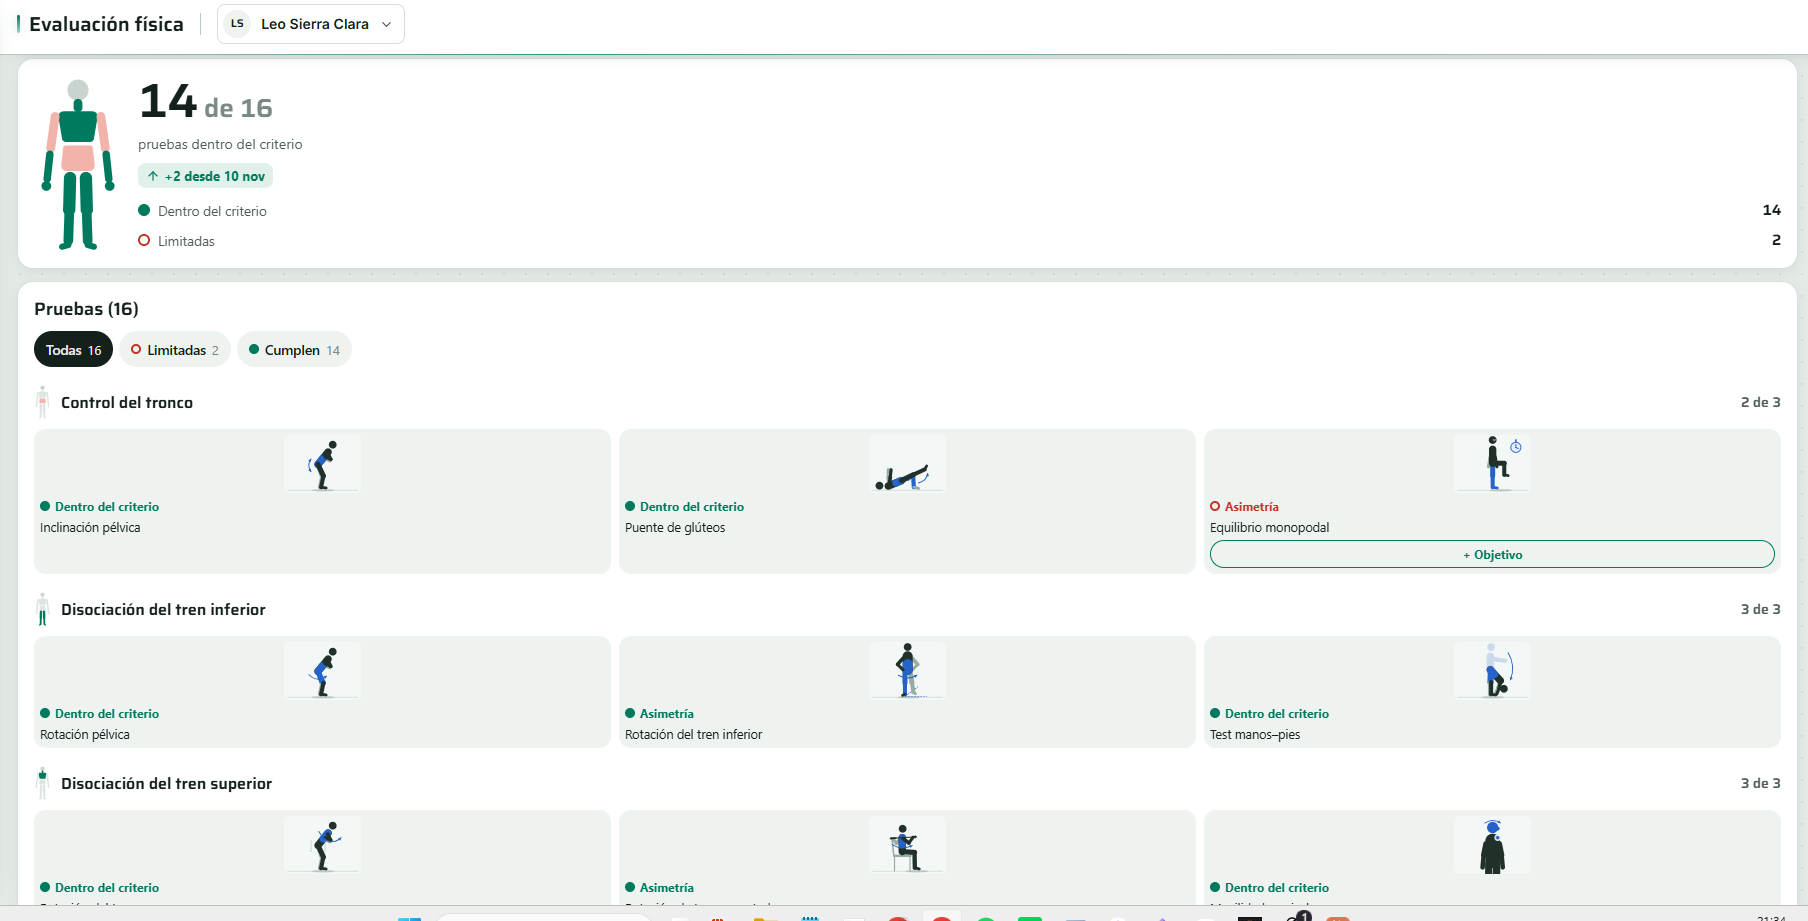 Evaluación física
LS Leo Sierra Clara
14 de 16
pruebas dentro del criterio
↑ +2 desde 10 nov
Dentro del criterio 14
Limitadas 2
Pruebas (16)
Todas 16 Limitadas 2 Cumplen 14
Control del tronco 2 de 3
Dentro del criterio
Inclinación pélvica
Dentro del criterio
Puente de glúteos
Asimetría
Equilibrio monopodal
+ Objetivo
Disociación del tren inferior 3 de 3
Dentro del criterio
Rotación pélvica
Asimetría
Rotación del tren inferior
Dentro del criterio
Test manos–pies
Disociación del tren superior 3 de 3
Dentro del criterio
Asimetría
Dentro del criterio
1